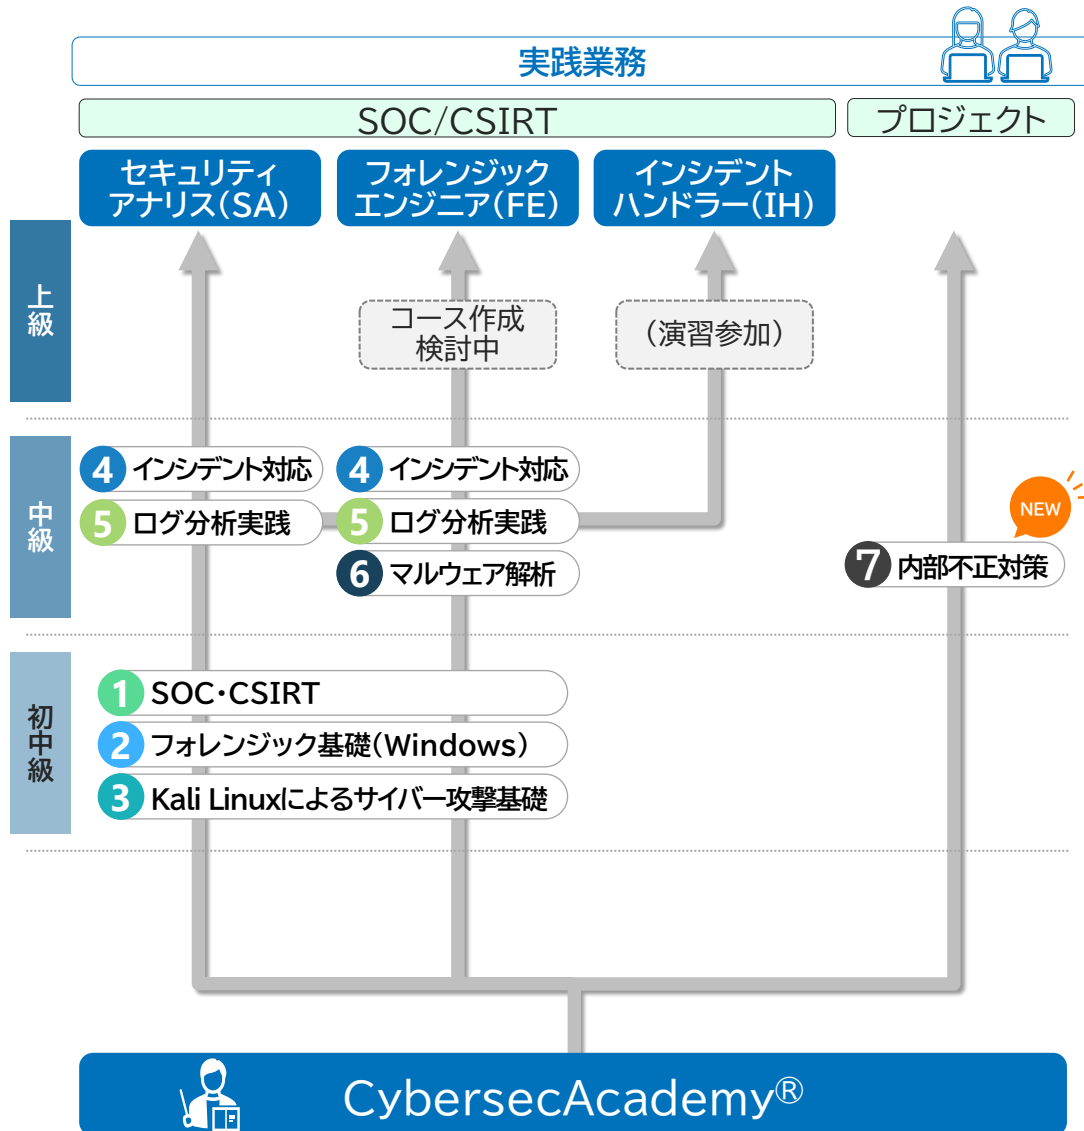 実践業務
SOC/CSIRT
プロジェクト
セキュリティ
アナリス(SA)
フォレンジック
エンジニア(FE)
インシデント
ハンドラー(IH)
上級
コース作成
検討中
(演習参加)
中級
4 インシデント対応
4 インシデント対応
5 ログ分析実践
5 ログ分析実践
6 マルウェア解析
NEW
7 内部不正対策
初中級
1 SOC・CSIRT
2 フォレンジック基礎(Windows)
3 Kali Linuxによるサイバー攻撃基礎
CybersecAcademy®